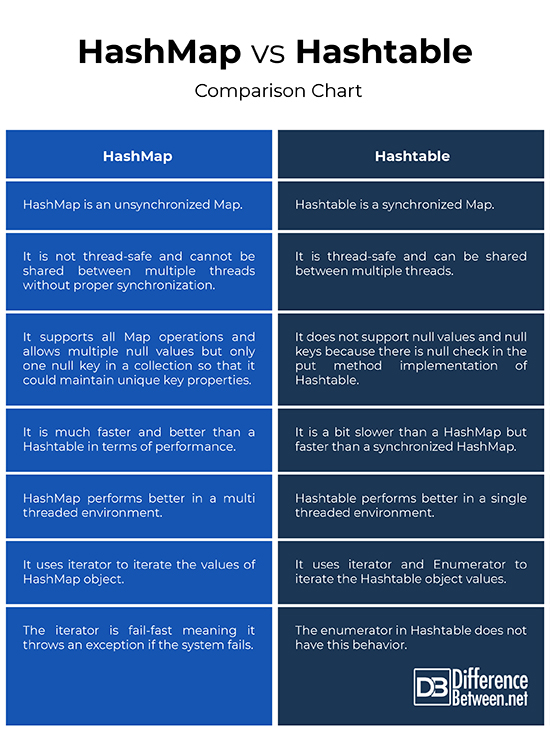 HashMap vs Hashtable
Comparison Chart
HashMap
Hashtable
HashMap is an unsynchronized Map.
Hashtable is a synchronized Map.
It is not thread-safe and cannot be
shared between multiple threads
without proper synchronization.
It is thread-safe and can be shared
between multiple threads.
It supports all Map operations and
allows multiple null values but only
one null key in a collection so that it
could maintain unique key properties.
It does not support null values and null
keys because there is null check in the
put method implementation of
Hashtable.
It is much faster and better than a
Hashtable in terms of performance.
It is a bit slower than a HashMap but
faster than a synchronized HashMap.
HashMap performs better in a multi
threaded environment.
Hashtable performs better in a single
threaded environment.
It uses iterator to iterate the values of
HashMap object.
It uses iterator and Enumerator to
iterate the Hashtable object values.
The iterator is fail-fast meaning it
throws an exception if the system fails.
The enumerator in Hashtable does not
have this behavior.
DB Difference
Between.net